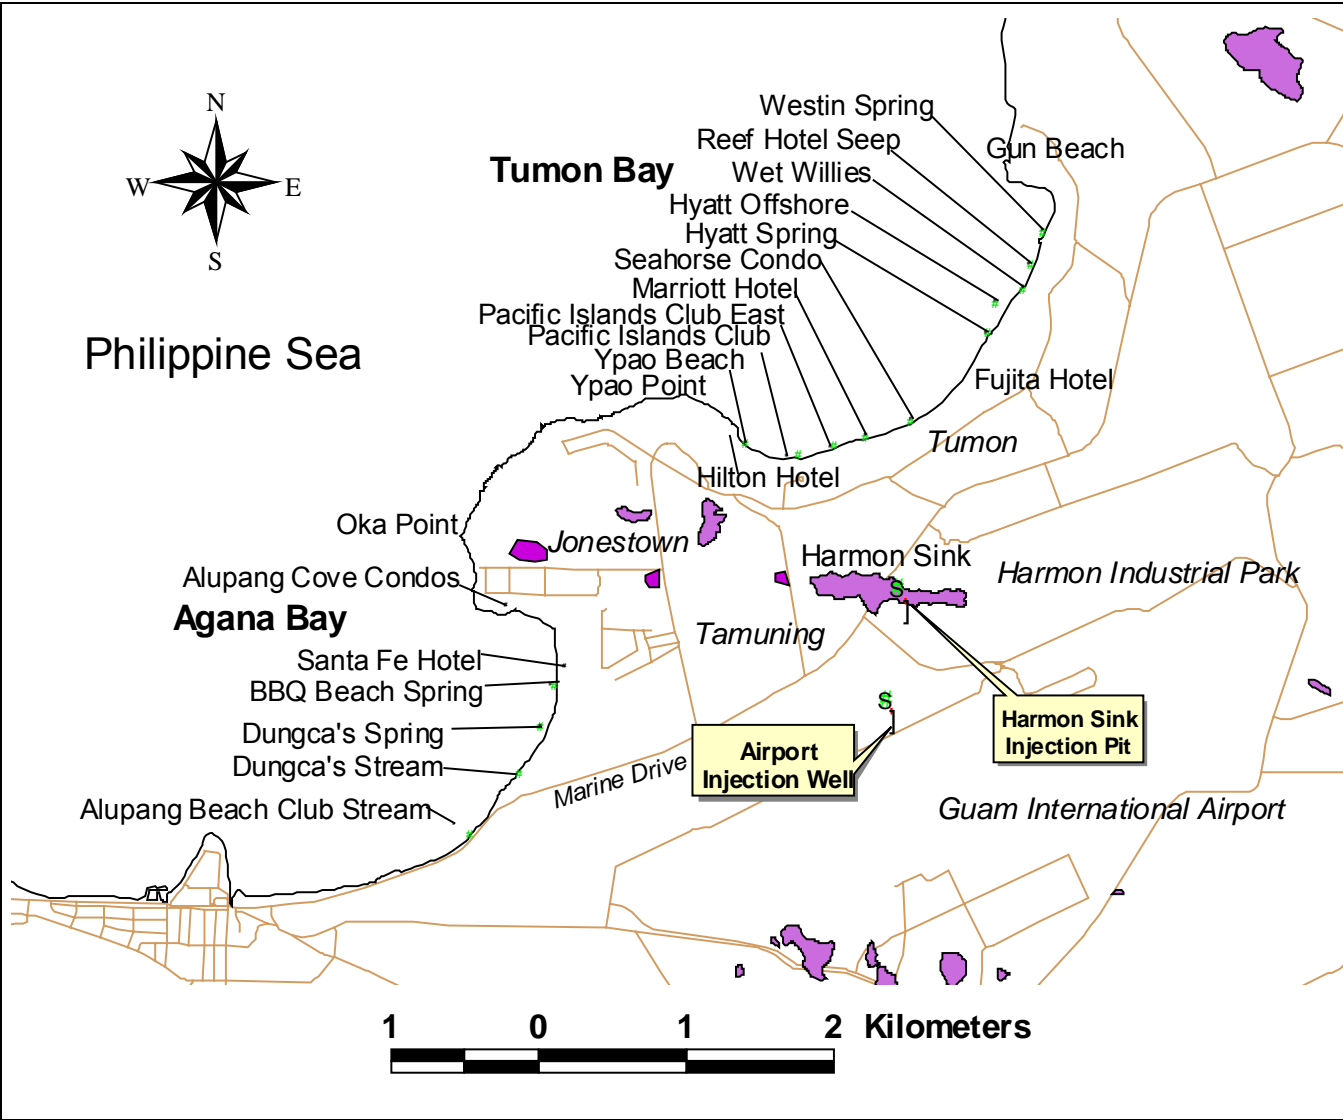 N
W
E
S
Westin Spring
Reef Hotel Seep
Gun Beach
Tumon Bay
Wet Willies
Hyatt Offshore
Hyatt Spring
Seahorse Condo
Marriott Hotel
Pacific Islands Club East
Pacific Islands Club
Philippine Sea
Ypao Beach
Ypao Point
Fujita Hotel
Tumon
Hilton Hotel
Oka Point
Jonestown
Harmon Sink
Harmon Industrial Park
Alupang Cove Condos
S
Agana Bay
Tamuning
Santa Fe Hotel
BBQ Beach Spring
S
Harmon Sink
Injection Pit
Dungca's Spring
Airport
Injection Well
Dungca's Stream
Marine Drive
Alupang Beach Club Stream
Guam International Airport
1 0 1 2 Kilometers